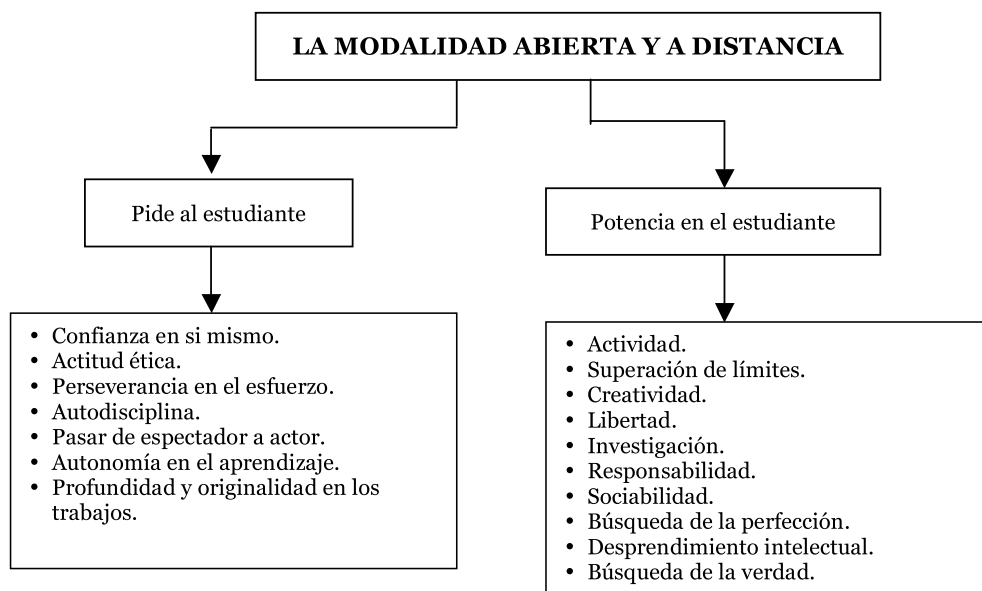 LA MODALIDAD ABIERTA Y A DISTANCIA
Pide al estudiante
Potencia en el estudiante
• Confianza en si mismo.
• Actitud ética.
• Perseverancia en el esfuerzo.
• Autodisciplina.
• Pasar de espectador a actor.
• Autonomía en el aprendizaje.
• Profundidad y originalidad en los
trabajos.
• Actividad.
• Superación de límites.
• Creatividad.
• Libertad.
• Investigación.
• Responsabilidad.
• Sociabilidad.
• Búsqueda de la perfección.
• Desprendimiento intelectual.
• Búsqueda de la verdad.